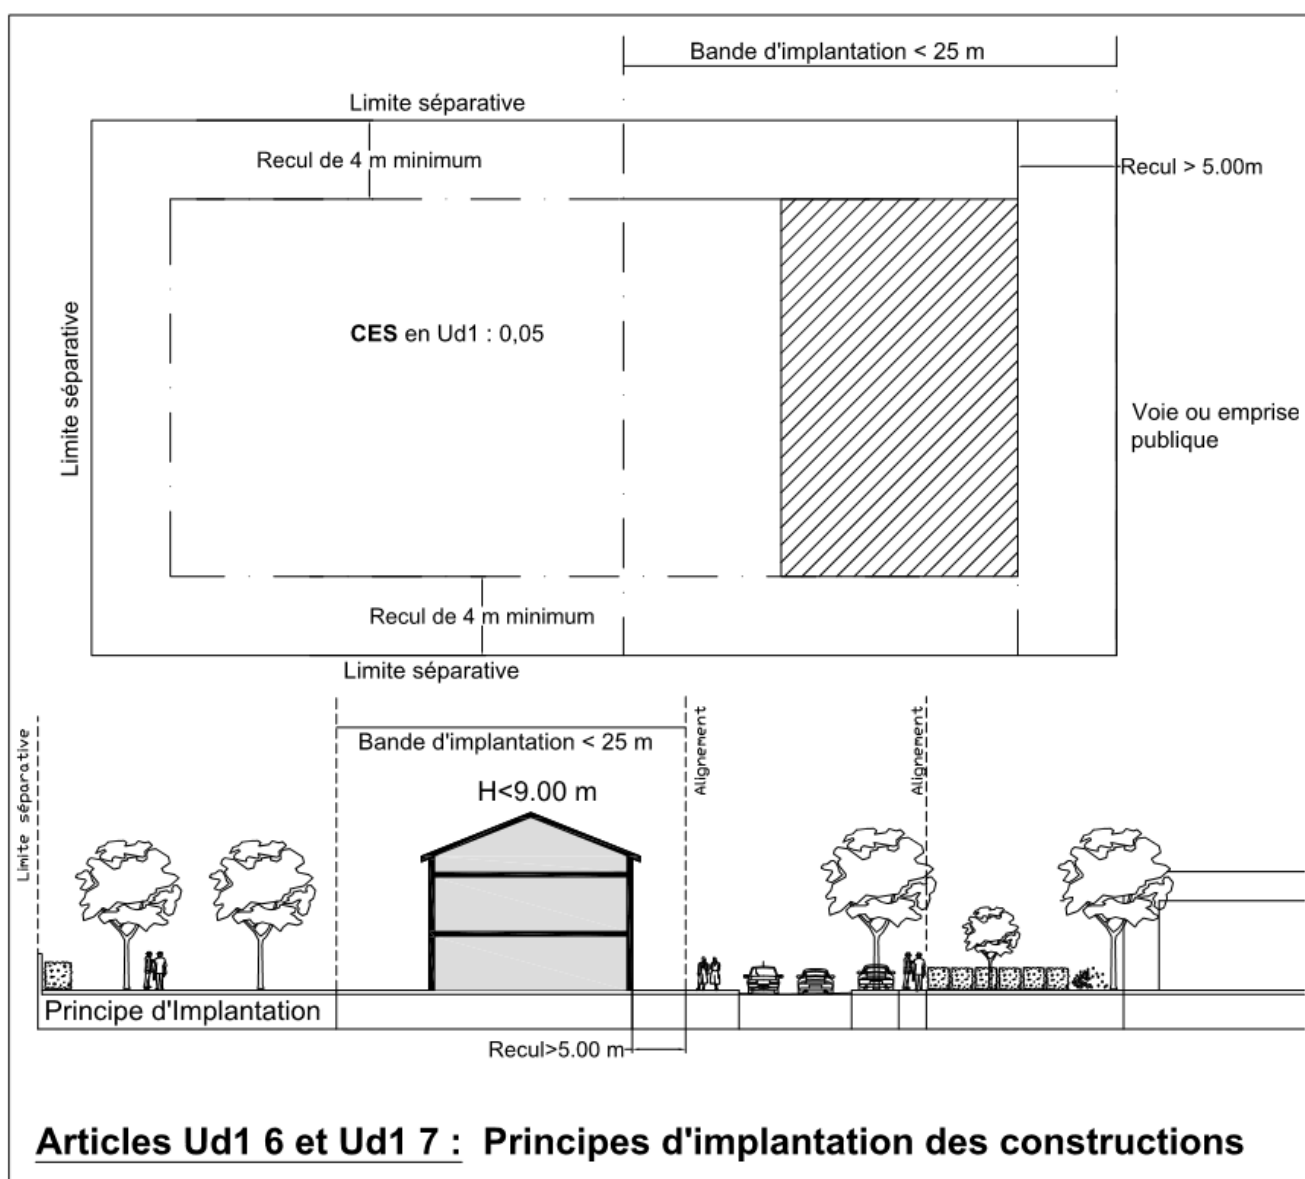 Bande d'implantation < 25 m
Limite séparative
Recul de 4 m minimum
Recul > 5.00m
CES en Ud1 : 0,05
Limite séparative
Voie ou emprise
publique
Recul de 4 m minimum
Limite séparative
Limite séparative
Bande d'implantation < 25 m
Alignement
Alignement
H<9.00 m
Principe d'Implantation
Recul>5.00 m
Articles Ud1 6 et Ud1 7 : Principes d'implantation des constructions